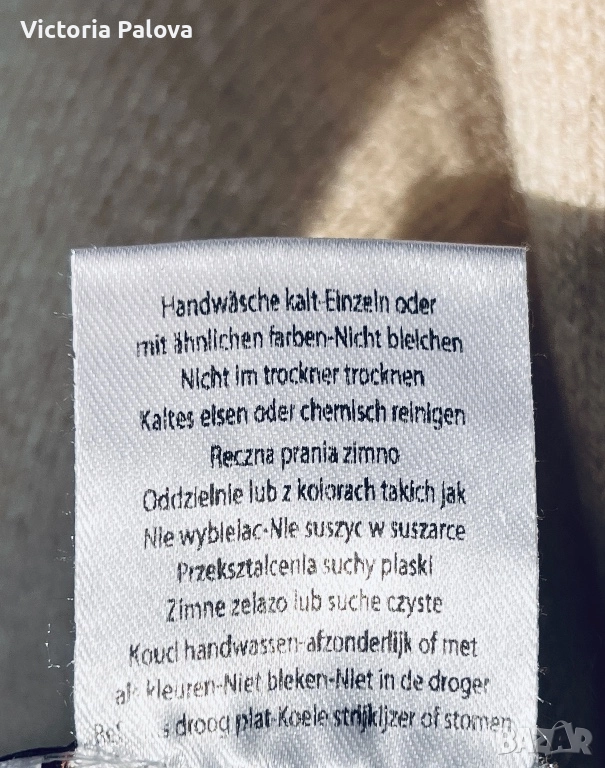 Victoria Palova
Handwäsche kalt-Einzeln oder
mit ähnlichen farben-Nicht bleichen
Nicht im trockner trocknen
Kaltes eisen oder chemisch reinigen
Reczna prania zimno
Oddzielnie lub z kolorach takich jak
Nie wybielac-Nie suszyc w suszarce
Przeksztalcenia suchy plaski
Zimne zelazo lub suche czyste
Koud handwassen-afzonderlijk of met
als kleuren-Niet bleken-Niet in de droger
droog plat-Koele strijkijzer of stomen
BAZAR